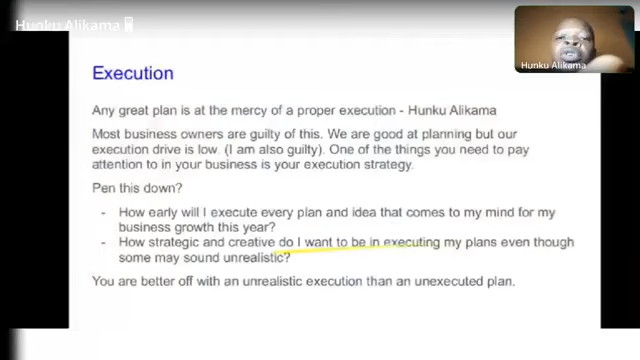 Hunku Alikama
Hunku Alikama
Execution
Any great plan is at the mercy of a proper execution - Hunku Alikama
Most business owners are guilty of this. We are good at planning but our
execution drive is low. (I am also guilty). One of the things you need to pay
attention to in your business is your execution strategy.
Pen this down?
- How early will I execute every plan and idea that comes to my mind for my
business growth this year?
- How strategic and creative do I want to be in executing my plans even though
some may sound unrealistic?
You are better off with an unrealistic execution than an unexecuted plan.